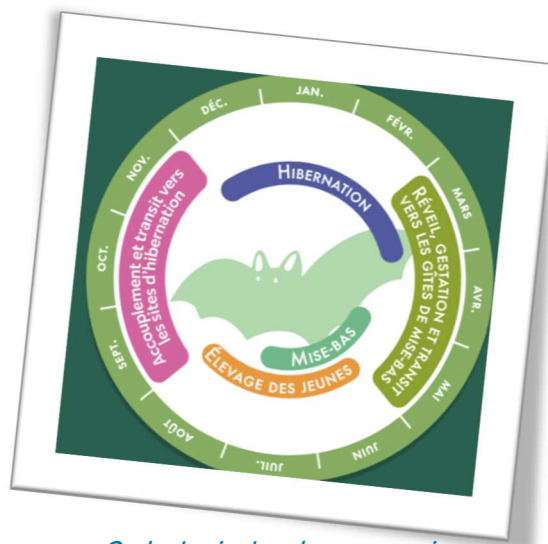 JAN.
FÉVR.
MARS
AVR.
MAI
JUIN
JUIL.
AOÛT
SEPT.
OCT.
NOV.
DÉC.
HIBERNATION
RÉVEIL, GESTATION ET TRANSIT
VERS LES GÎTES DE MISE-BAS
MISE-BAS
ÉLEVAGE DES JEUNES
Accouplement et transit vers
les sites d'hibernation